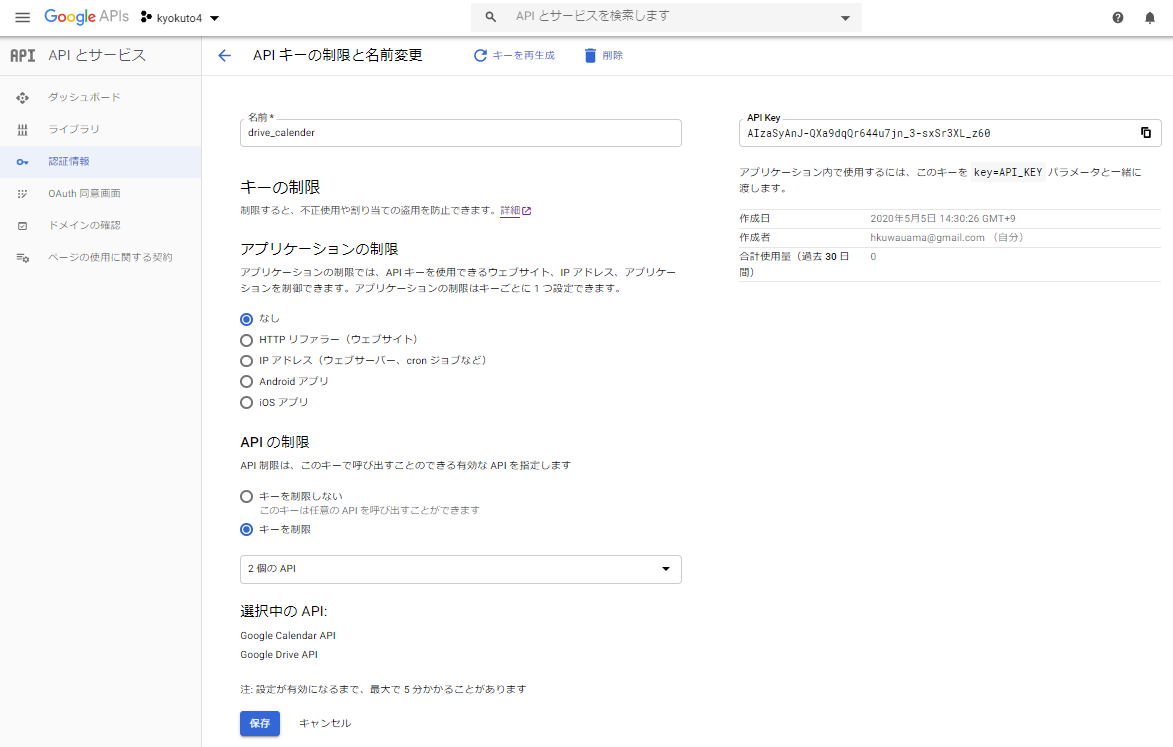 Google APIs kyokuto4 API とサービスを検索します
API API とサービス
API キーの制限と名前変更 キーを再生成 削除
ダッシュボード
ライブラリ
認証情報
OAuth 同意画面
ドメインの確認
ページの使用に関する契約
名前 *
drive_calender
キーの制限
制限すると、不正使用や割り当ての盗用を防止できます。詳細
アプリケーションの制限
アプリケーションの制限では、API キーを使用できるウェブサイト、IP アドレス、アプリケー
ションを制御できます。アプリケーションの制限はキーごとに 1 つ設定できます。
なし
HTTP リファラー（ウェブサイト）
IP アドレス（ウェブサーバー、cron ジョブなど）
Android アプリ
iOS アプリ
API の制限
API 制限は、このキーで呼び出すことのできる有効な API を指定します
キーを制限しない
このキーは任意の API を呼び出すことができます
キーを制限
2 個の API
選択中の API:
Google Calendar API
Google Drive API
注: 設定が有効になるまで、最大で 5 分かかることがあります
保存 キャンセル
API Key
AIzaSyAnJ-QXa9dqQr644u7jn_3-sxSr3XL_z60
アプリケーション内で使用するには、このキーを key=API_KEY パラメータと一緒に
渡します。
作成日 2020年5月5日 14:30:26 GMT+9
作成者 hkuwauama@gmail.com （自分）
合計使用量（過去 30 日 0
間）